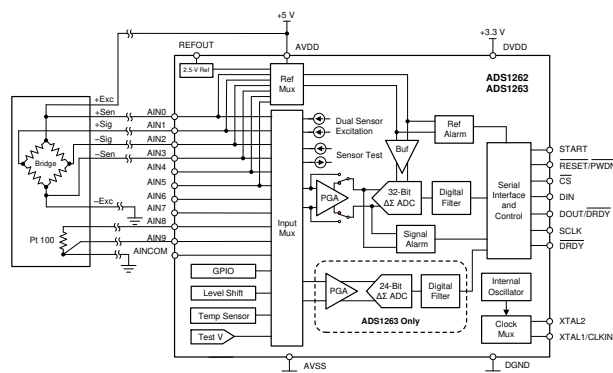 +5 V
+3.3 V
REFOUT
AVDD
DVDD
2.5-V Ref
Ref
Mux
ADS1262
ADS1263
+Exc
+Sen
+Sig
−Sig
−Sen
−Exc
Bridge
Pt 100
AIN0
AIN1
AIN2
AIN3
AIN4
AIN5
AIN6
AIN7
AIN8
AIN9
AINCOM
Dual Sensor
Excitation
Sensor Test
Input
Mux
Buf
Ref
Alarm
PGA
32-Bit
ΔΣ ADC
Digital
Filter
Signal
Alarm
Serial
Interface
and
Control
START
RESET/PWDN
CS
DIN
DOUT/DRDY
SCLK
DRDY
GPIO
Level Shift
Temp Sensor
Test V
PGA
24-Bit
ΔΣ ADC
Digital
Filter
ADS1263 Only
Internal
Oscillator
Clock
Mux
XTAL2
XTAL1/CLKIN
AVSS
DGND